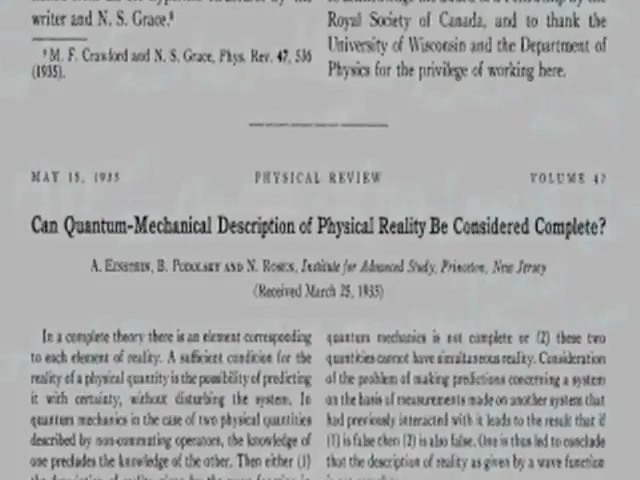 writer and N. S. Grace.⁸
⁸ M. F. Crawford and N. S. Grace, Phys. Rev. 47, 536
(1935).
Royal Society of Canada, and to thank the
University of Wisconsin and the Department of
Physics for the privilege of working here.
MAY 15, 1935 PHYSICAL REVIEW VOLUME 47
Can Quantum-Mechanical Description of Physical Reality Be Considered Complete?
A. EINSTEIN, B. PODOLSKY AND N. ROSEN, Institute for Advanced Study, Princeton, New Jersey
(Received March 25, 1935)
In a complete theory there is an element corresponding
to each element of reality. A sufficient condition for the
reality of a physical quantity is the possibility of predicting
it with certainty, without disturbing the system. In
quantum mechanics in the case of two physical quantities
described by non-commuting operators, the knowledge of
one precludes the knowledge of the other. Then either (1)
quantum mechanics is not complete or (2) these two
quantities cannot have simultaneous reality. Consideration
of the problem of making predictions concerning a system
on the basis of measurements made on another system that
had previously interacted with it leads to the result that if
(1) is false then (2) is also false. One is thus led to conclude
that the description of reality as given by a wave function